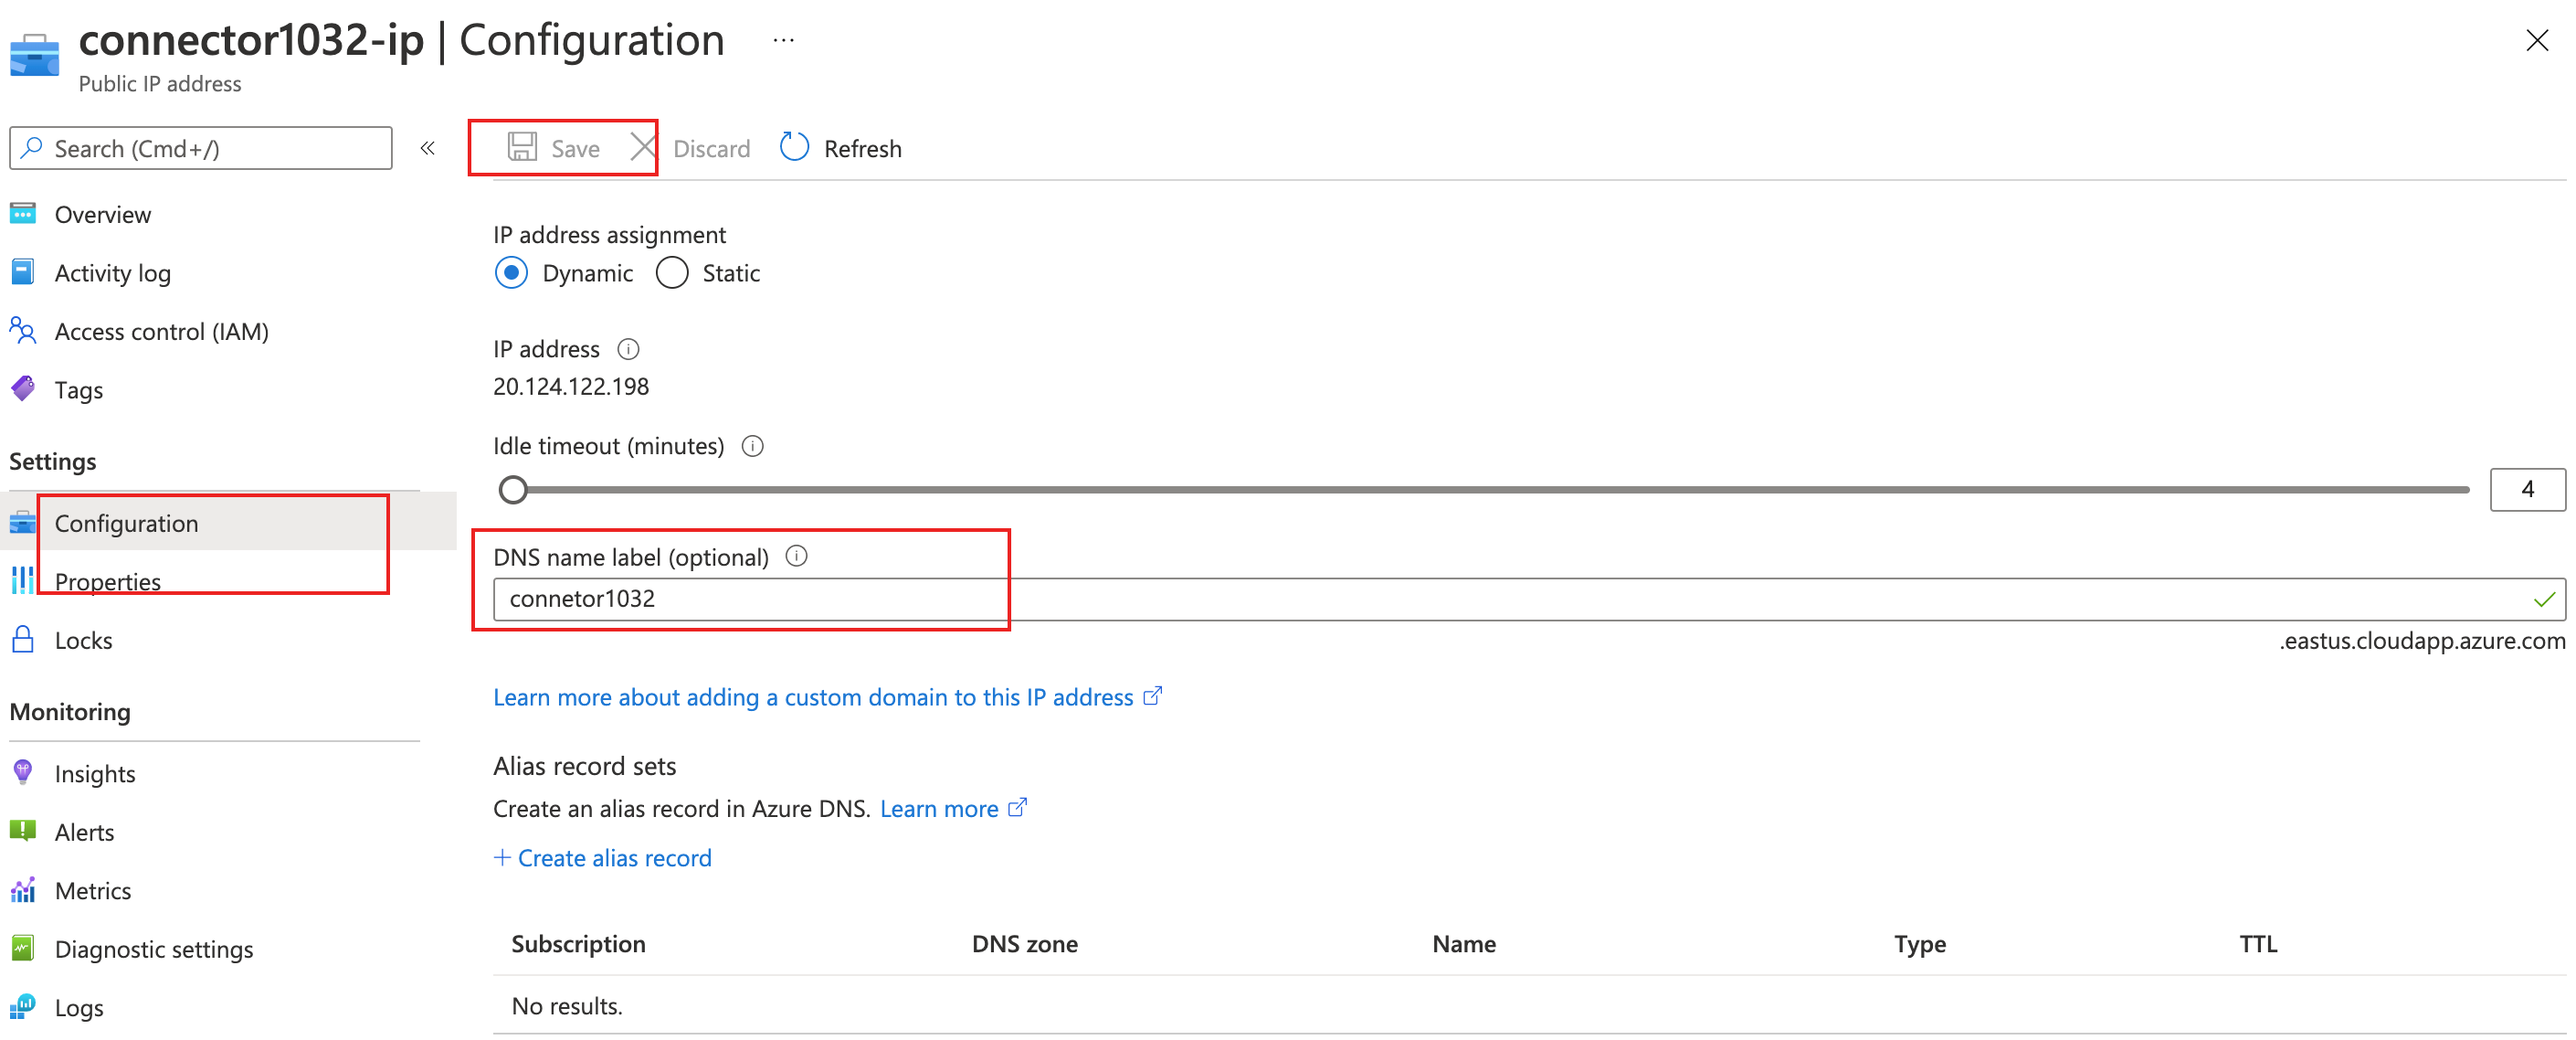 connector1032-ip | Configuration ...
Public IP address
Search (Cmd+/)
«
Save
Discard
Refresh
Overview
Activity log
Access control (IAM)
Tags
Settings
Configuration
Properties
Locks
Monitoring
Insights
Alerts
Metrics
Diagnostic settings
Logs
IP address assignment
Dynamic
Static
IP address
20.124.122.198
Idle timeout (minutes)
4
DNS name label (optional)
connetor1032
.eastus.cloudapp.azure.com
Learn more about adding a custom domain to this IP address
Alias record sets
Create an alias record in Azure DNS. Learn more
+ Create alias record
Subscription DNS zone Name Type TTL
No results.